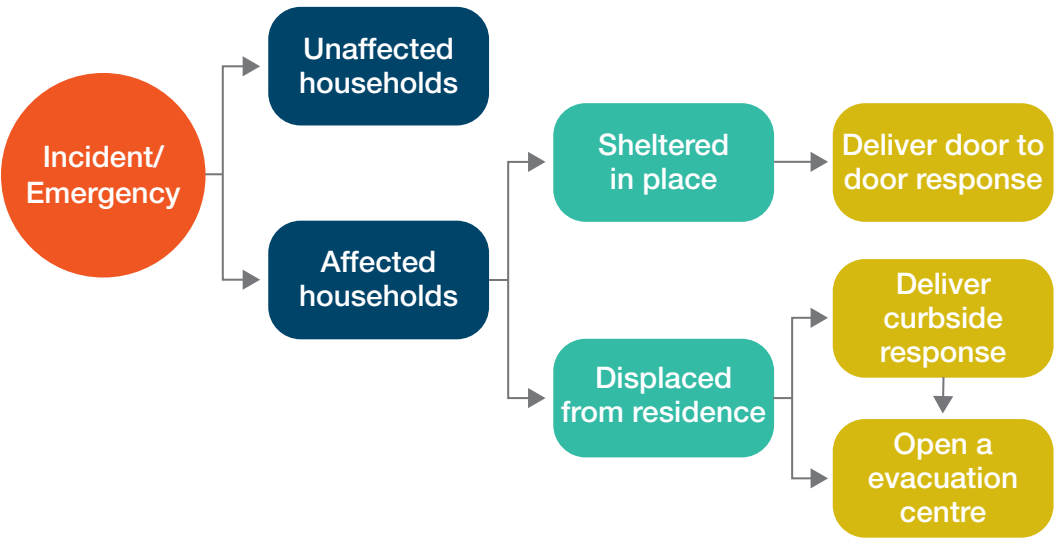 Incident/
Emergency
Unaffected
households
Affected
households
Sheltered
in place
Displaced
from residence
Deliver door to
door response
Deliver
curbside
response
Open a
evacuation
centre